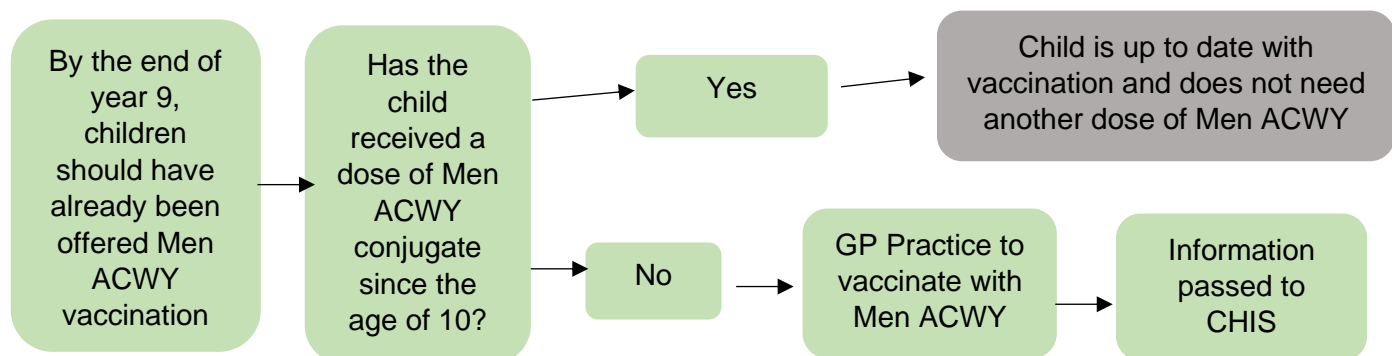 By the end of
year 9,
children
should have
already been
offered Men
ACWY
vaccination
Has the
child
received a
dose of Men
ACWY
conjugate
since the
age of 10?
Yes
Child is up to date with
vaccination and does not need
another dose of Men ACWY
No
GP Practice to
vaccinate with
Men ACWY
Information
passed to
CHIS